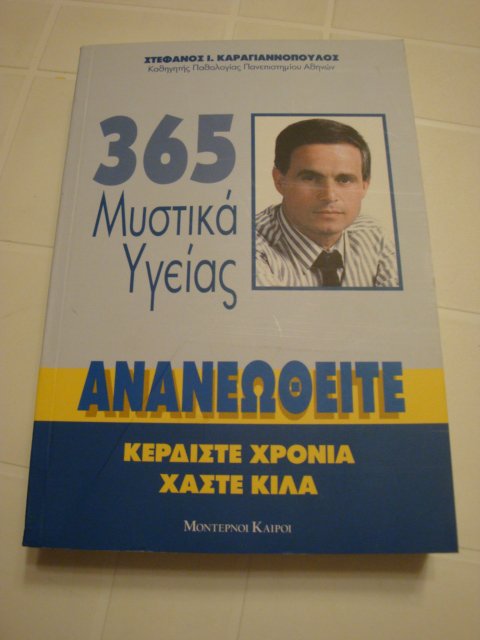 ΣΤΕΦΑΝΟΣ Ι. ΚΑΡΑΓΙΑΝΝΟΠΟΥΛΟΣ
Καθηγητής Παθολογίας Πανεπιστημίου Αθηνών
365
Μυστικά
Υγείας
ΑΝΑΝΕΩΘΕΙΤΕ
ΚΕΡΔΙΣΤΕ ΧΡΟΝΙΑ
ΧΑΣΤΕ ΚΙΛΑ
ΜΟΝΤΕΡΝΟΙ ΚΑΙΡΟΙ